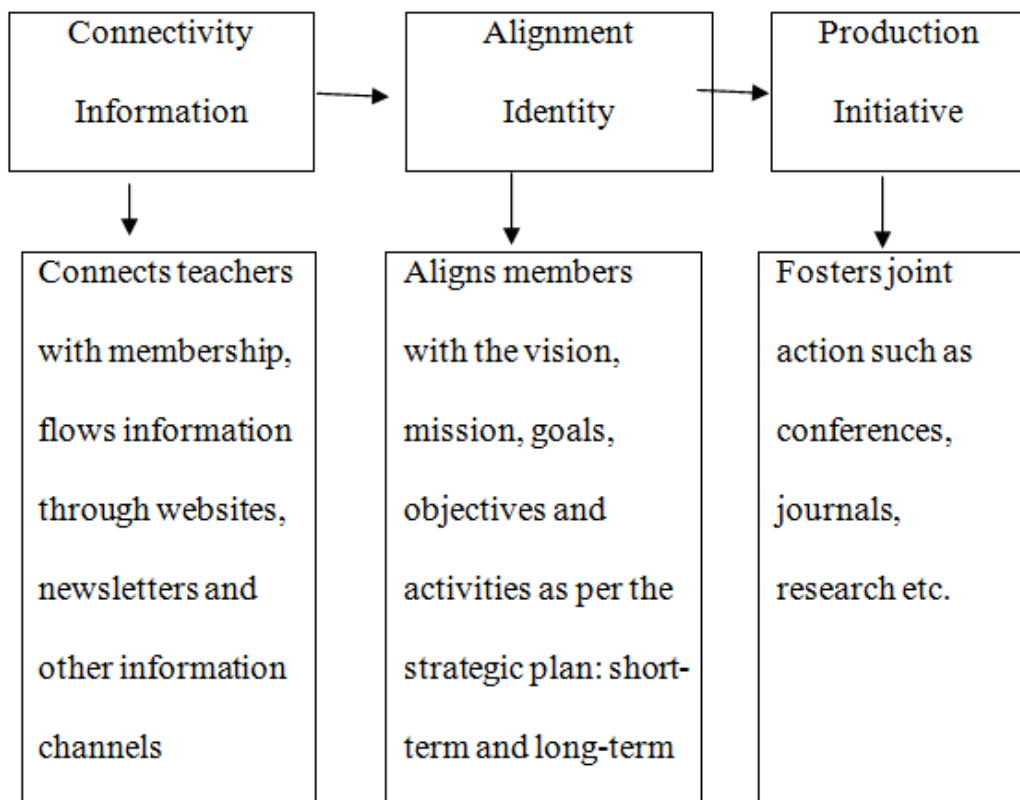 Connectivity
Information
Alignment
Identity
Production
Initiative
Connects teachers
with membership,
flows information
through websites,
newsletters and
other information
channels
Aligns members
with the vision,
mission, goals,
objectives and
activities as per the
strategic plan: short-
term and long-term
Fosters joint
action such as
conferences,
journals,
research etc.